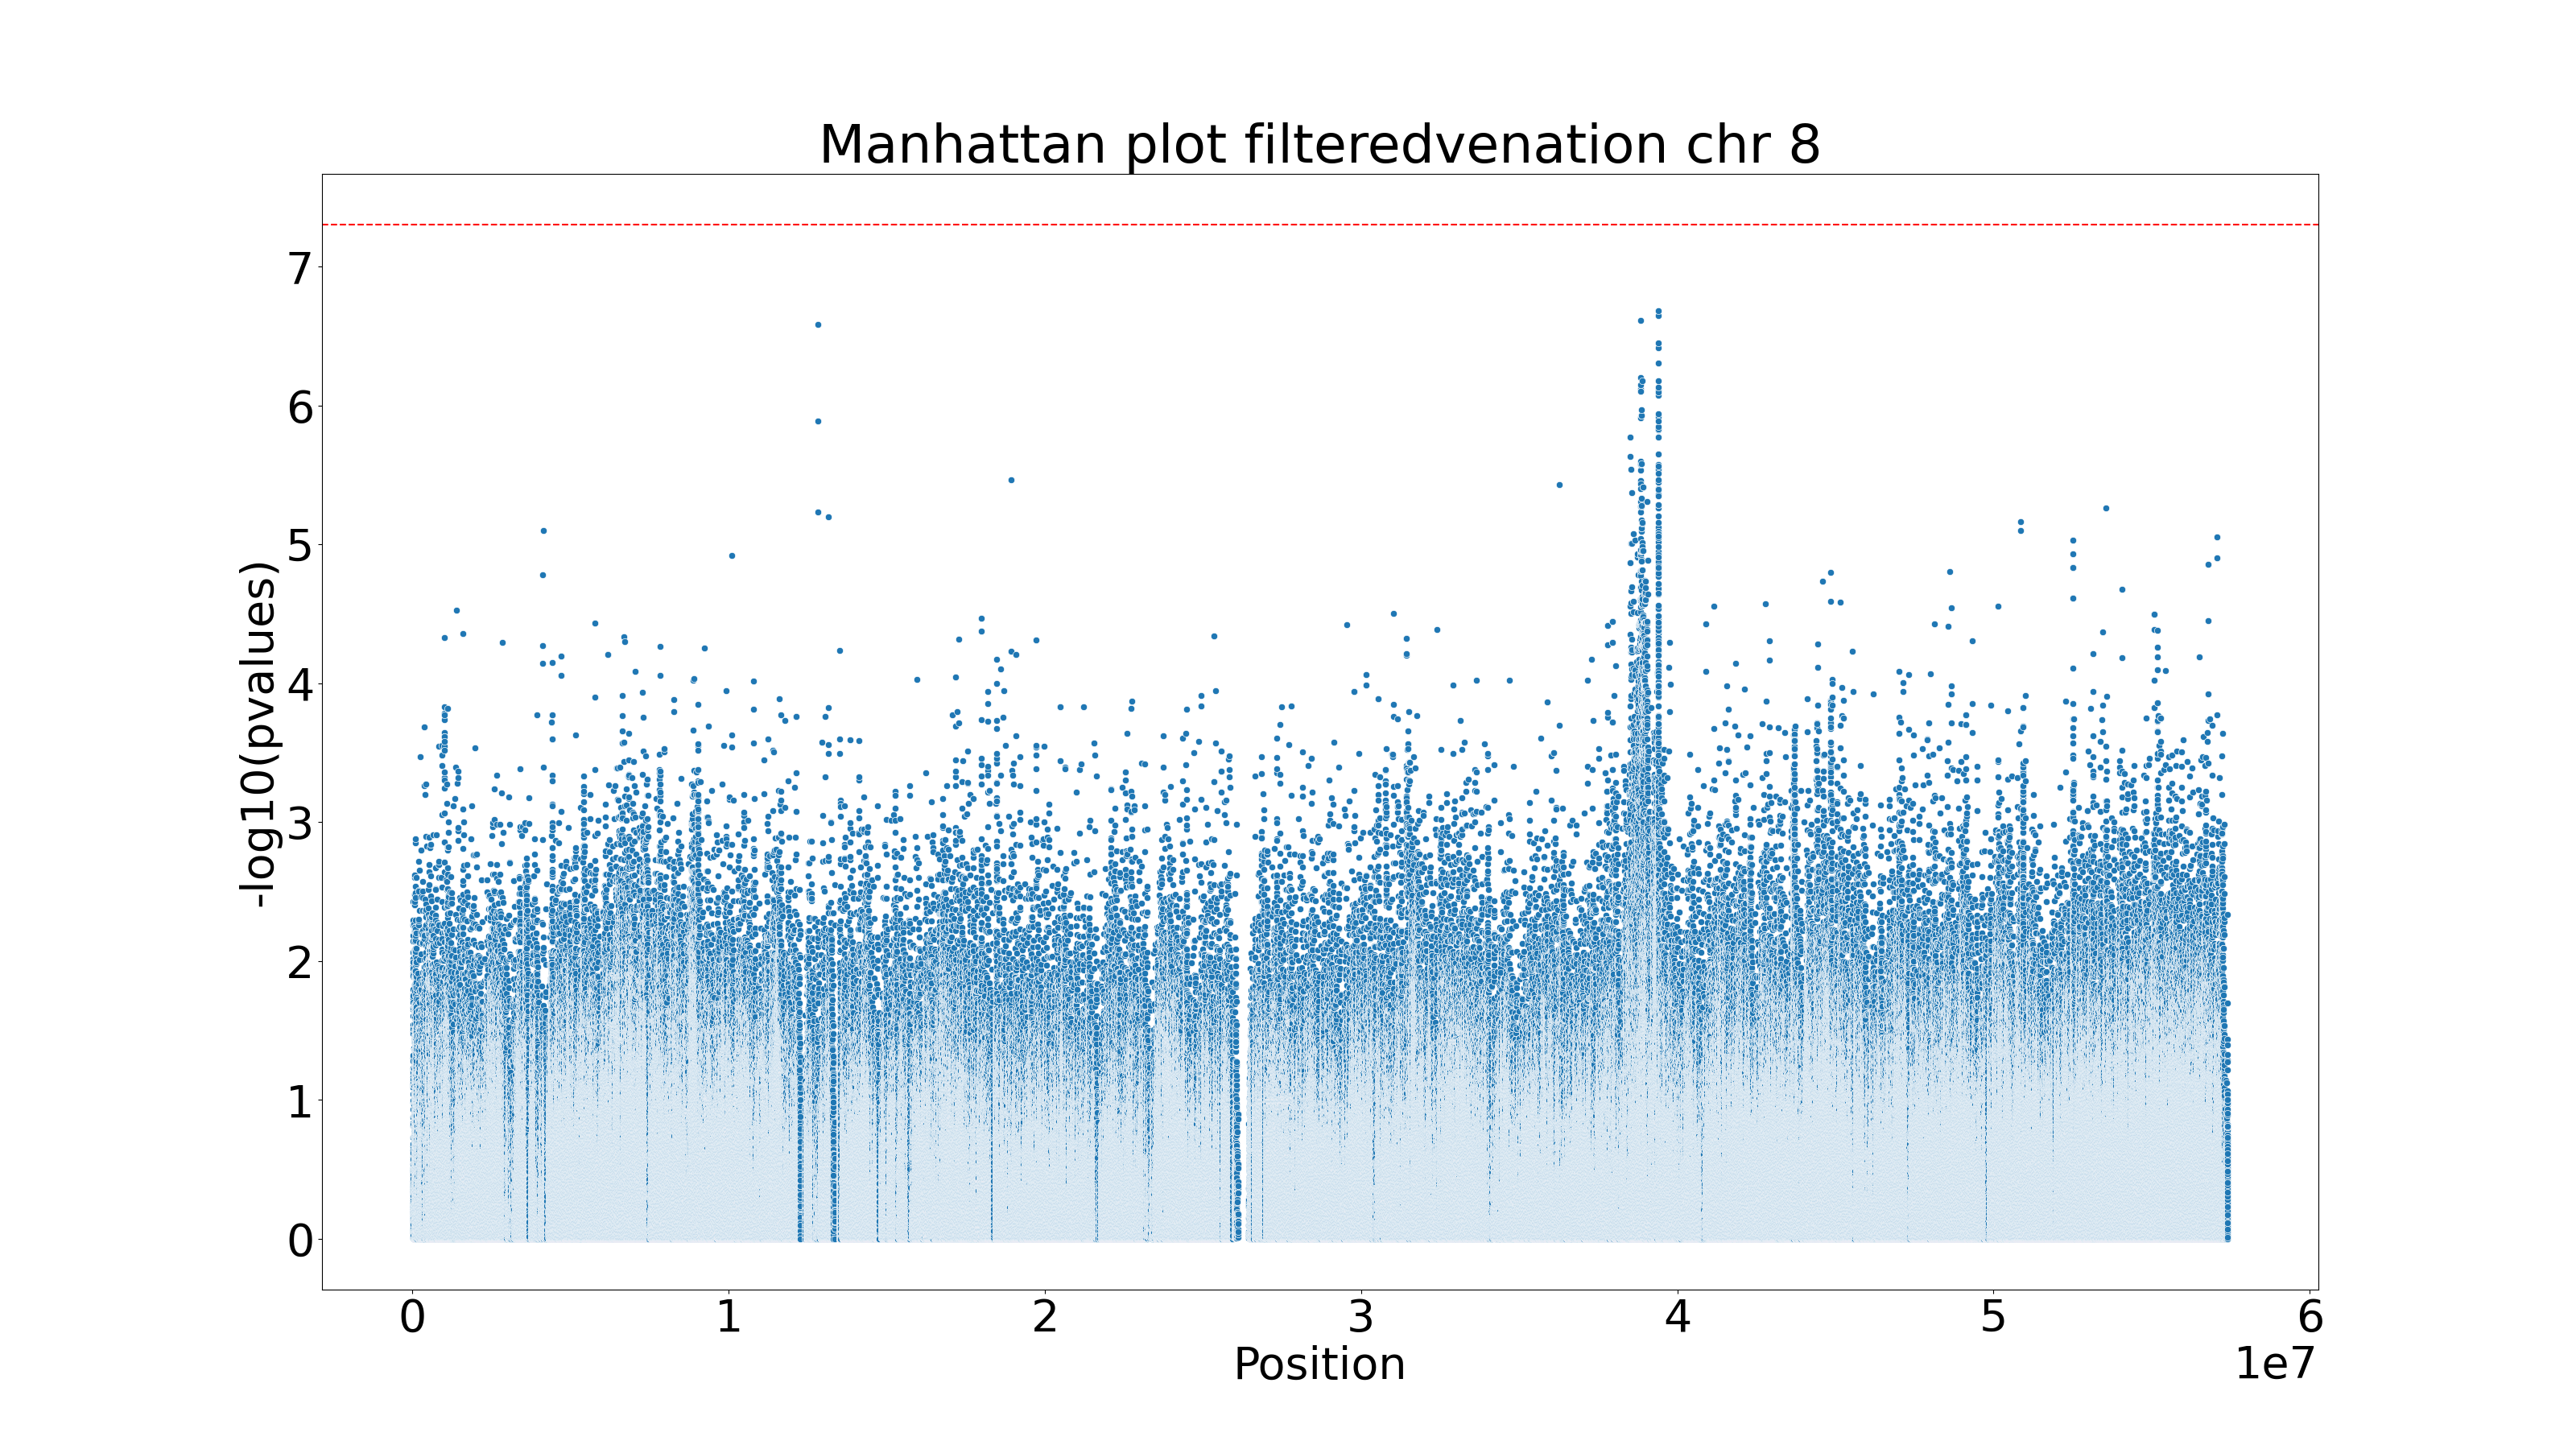 Manhattan plot filteredvenation chr 8
-log10(pvalues)
7
6
5
4
3
2
1
0
0 1 2 3 4 5 6
1e7
Position